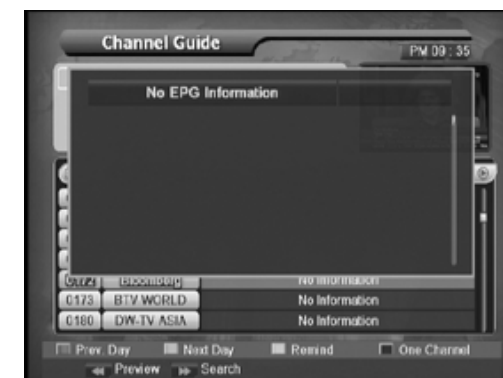 Channel Guide
PM 09 : 35
No EPG Information
0172 Bloomberg No Information
0173 BTV WORLD No Information
0180 DW-TV ASIA No Information
Prev. Day Next Day Remind One Channel
Preview Search